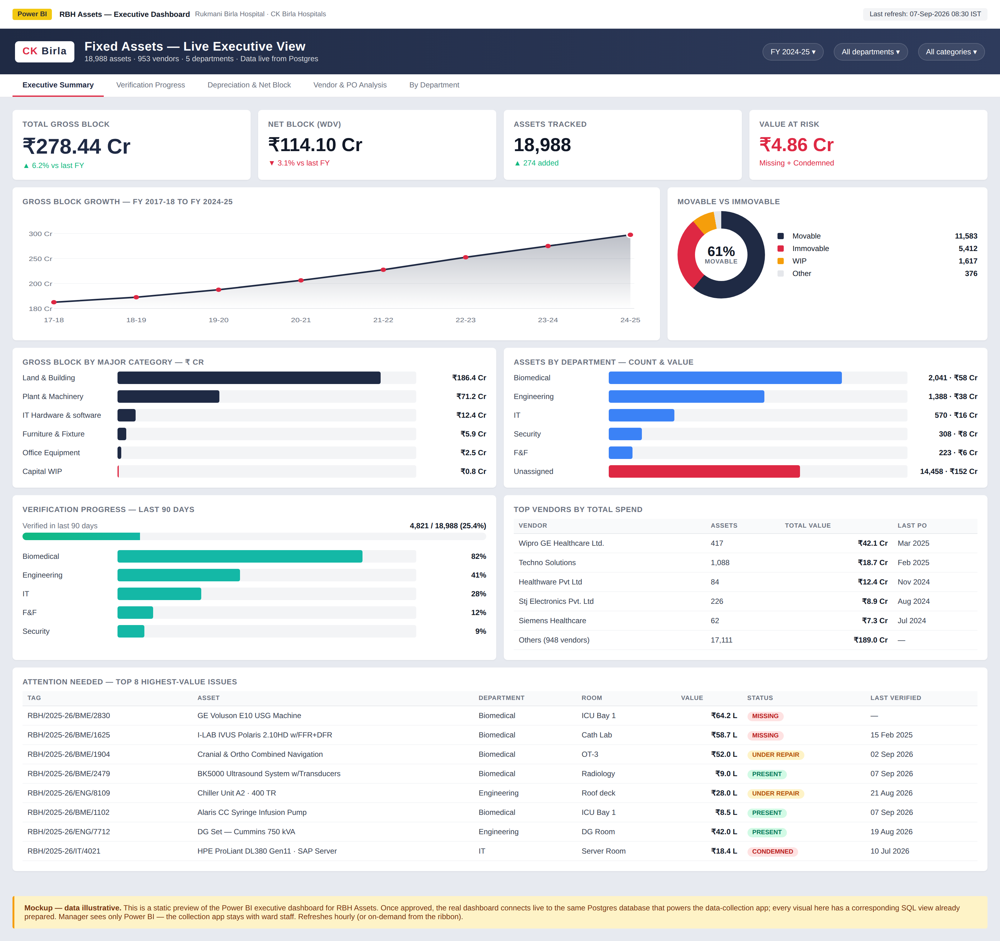 Power BI RBH Assets — Executive Dashboard Rukmani Birla Hospital · CK Birla Hospitals Last refresh: 07-Sep-2026 08:30 IST
CK Birla
Fixed Assets — Live Executive View
18,988 assets · 953 vendors · 5 departments · Data live from Postgres
FY 2024-25 ▾ All departments ▾ All categories ▾
Executive Summary Verification Progress Depreciation & Net Block Vendor & PO Analysis By Department
TOTAL GROSS BLOCK
₹278.44 Cr
▲ 6.2% vs last FY
NET BLOCK (WDV)
₹114.10 Cr
▼ 3.1% vs last FY
ASSETS TRACKED
18,988
▲ 274 added
VALUE AT RISK
₹4.86 Cr
Missing + Condemned
GROSS BLOCK GROWTH — FY 2017-18 TO FY 2024-25
300 Cr
250 Cr
200 Cr
180 Cr
17-18 18-19 19-20 20-21 21-22 22-23 23-24 24-25
MOVABLE VS IMMOVABLE
61%
MOVABLE
Movable 11,583
Immovable 5,412
WIP 1,617
Other 376
GROSS BLOCK BY MAJOR CATEGORY — ₹ CR
Land & Building ₹186.4 Cr
Plant & Machinery ₹71.2 Cr
IT Hardware & software ₹12.4 Cr
Furniture & Fixture ₹5.9 Cr
Office Equipment ₹2.5 Cr
Capital WIP ₹0.8 Cr
ASSETS BY DEPARTMENT — COUNT & VALUE
Biomedical 2,041 · ₹58 Cr
Engineering 1,388 · ₹38 Cr
IT 570 · ₹16 Cr
Security 308 · ₹8 Cr
F&F 223 · ₹6 Cr
Unassigned 14,458 · ₹152 Cr
VERIFICATION PROGRESS — LAST 90 DAYS
Verified in last 90 days 4,821 / 18,988 (25.4%)
Biomedical 82%
Engineering 41%
IT 28%
F&F 12%
Security 9%
TOP VENDORS BY TOTAL SPEND
VENDOR ASSETS TOTAL VALUE LAST PO
Wipro GE Healthcare Ltd. 417 ₹42.1 Cr Mar 2025
Techno Solutions 1,088 ₹18.7 Cr Feb 2025
Healthware Pvt Ltd 84 ₹12.4 Cr Nov 2024
Stj Electronics Pvt. Ltd 226 ₹8.9 Cr Aug 2024
Siemens Healthcare 62 ₹7.3 Cr Jul 2024
Others (948 vendors) 17,111 ₹189.0 Cr —
ATTENTION NEEDED — TOP 8 HIGHEST-VALUE ISSUES
TAG ASSET DEPARTMENT ROOM VALUE STATUS LAST VERIFIED
RBH/2025-26/BME/2830 GE Voluson E10 USG Machine Biomedical ICU Bay 1 ₹64.2 L MISSING —
RBH/2025-26/BME/1625 I-LAB IVUS Polaris 2.10HD w/FFR+DFR Biomedical Cath Lab ₹58.7 L MISSING 15 Feb 2025
RBH/2025-26/BME/1904 Cranial & Ortho Combined Navigation Biomedical OT-3 ₹52.0 L UNDER REPAIR 02 Sep 2026
RBH/2025-26/BME/2479 BK5000 Ultrasound System w/Transducers Biomedical Radiology ₹9.0 L PRESENT 07 Sep 2026
RBH/2025-26/ENG/8109 Chiller Unit A2 · 400 TR Engineering Roof deck ₹28.0 L UNDER REPAIR 21 Aug 2026
RBH/2025-26/BME/1102 Alaris CC Syringe Infusion Pump Biomedical ICU Bay 1 ₹8.5 L PRESENT 07 Sep 2026
RBH/2025-26/ENG/7712 DG Set — Cummins 750 kVA Engineering DG Room ₹42.0 L PRESENT 19 Aug 2026
RBH/2025-26/IT/4021 HPE ProLiant DL380 Gen11 · SAP Server IT Server Room ₹18.4 L CONDEMNED 10 Jul 2026
Mockup — data illustrative. This is a static preview of the Power BI executive dashboard for RBH Assets. Once approved, the real dashboard connects live to the same Postgres database that powers the data-collection app; every visual here has a corresponding SQL view already
prepared. Manager sees only Power BI — the collection app stays with ward staff. Refreshes hourly (or on-demand from the ribbon).